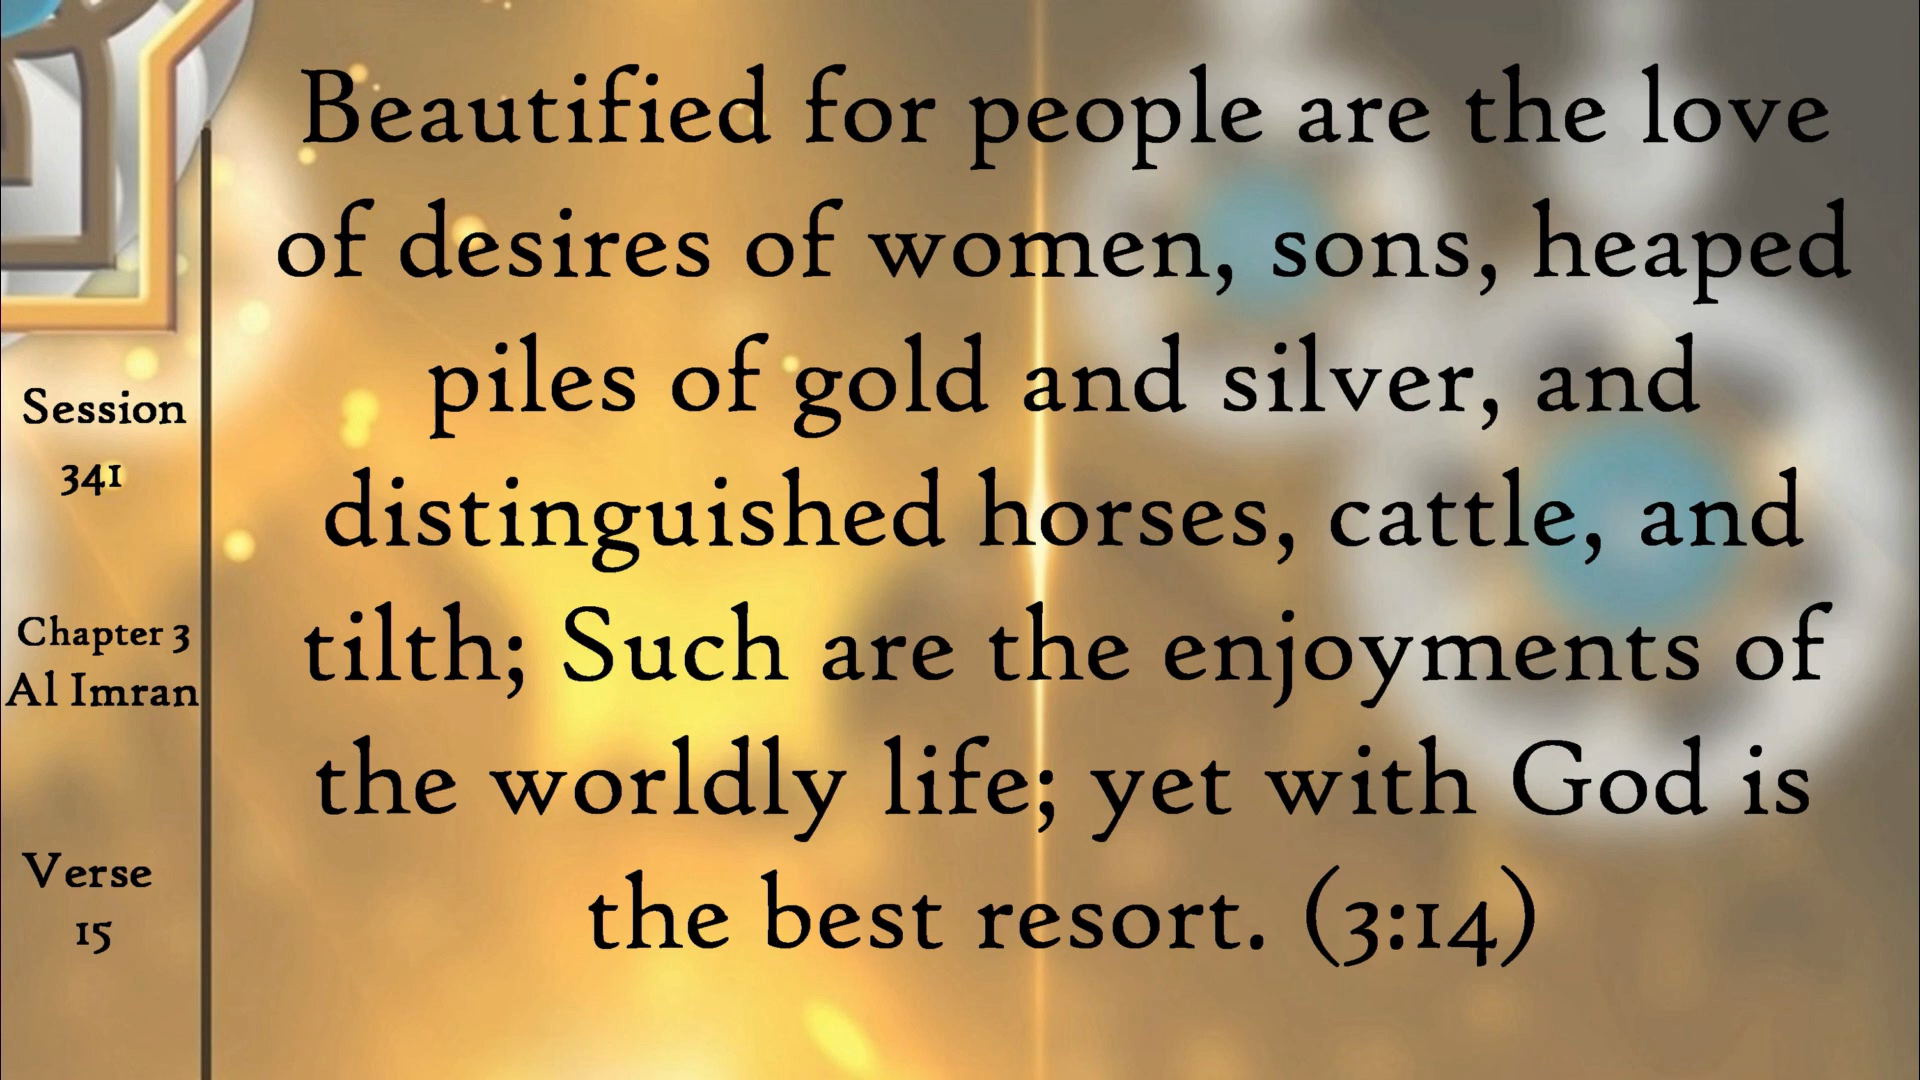 Session
341
Chapter 3
Al Imran
Verse
15
Beautified for people are the love
of desires of women, sons, heaped
piles of gold and silver, and
distinguished horses, cattle, and
tilth; Such are the enjoyments of
the worldly life; yet with God is
the best resort. (3:14)